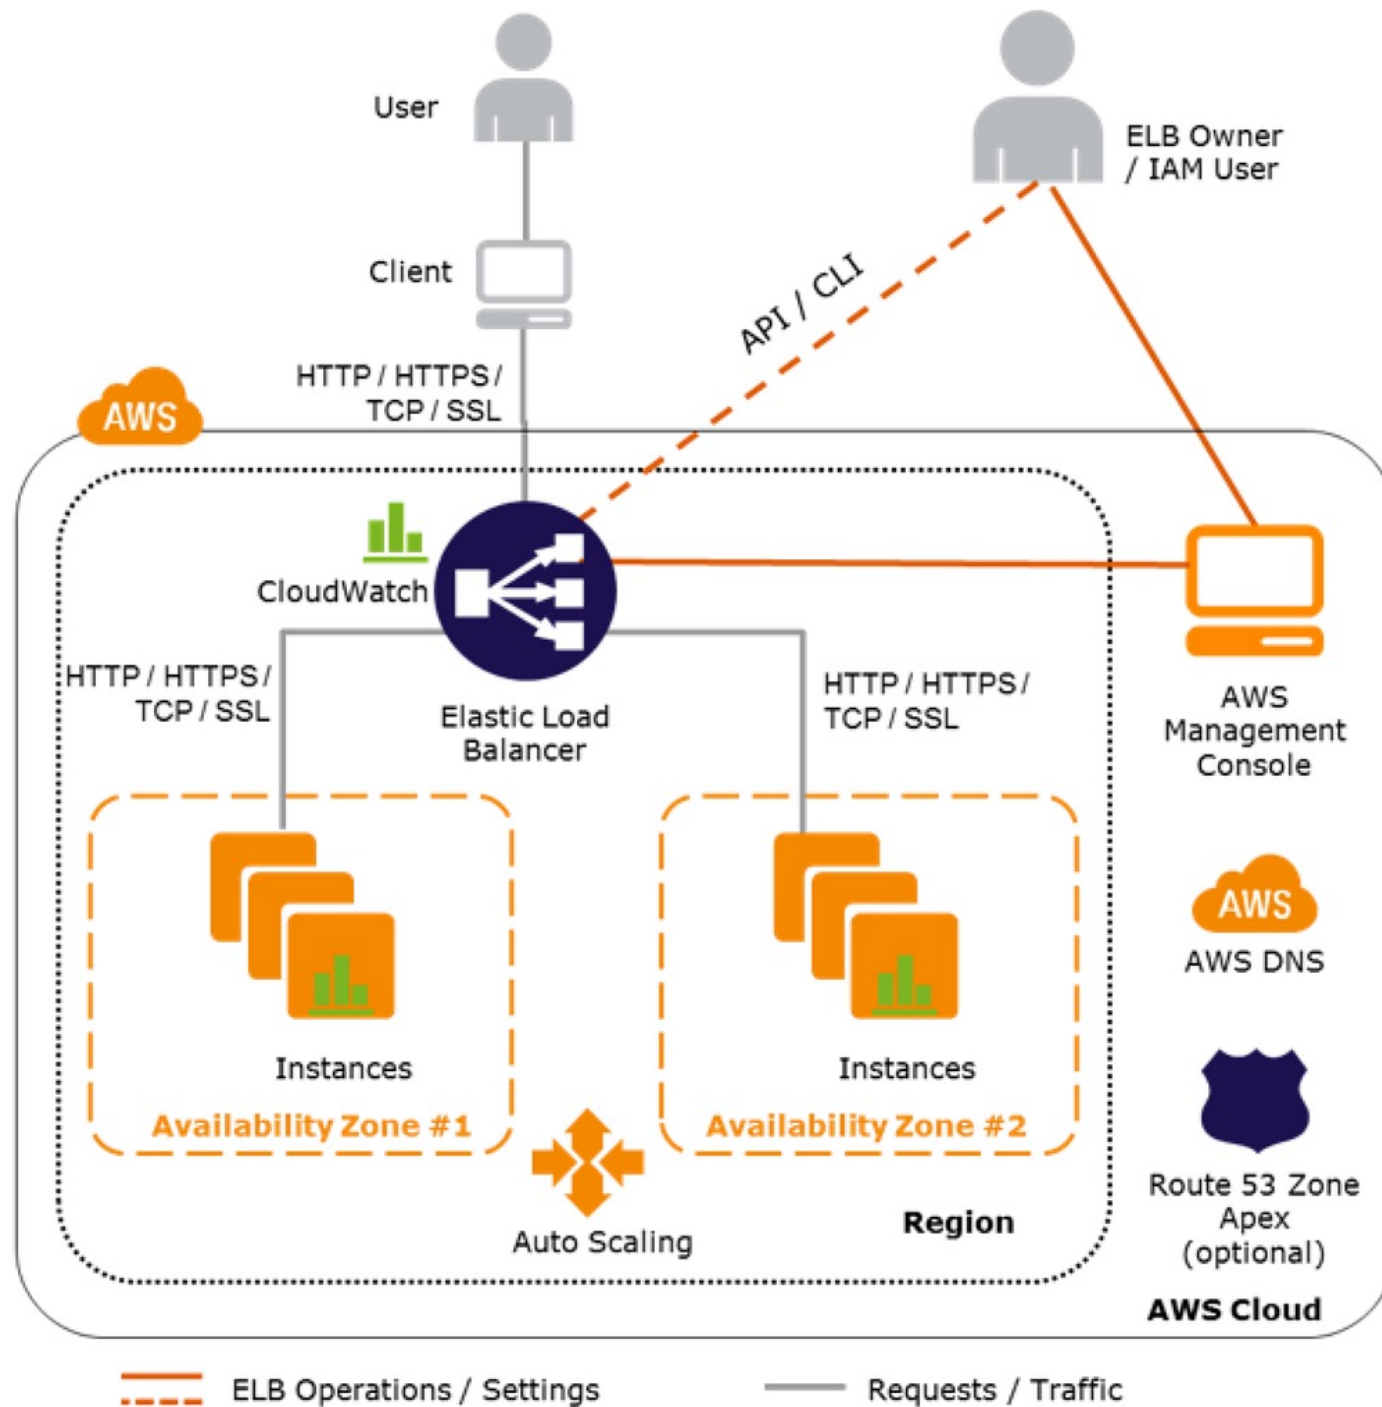 User
ELB Owner
/ IAM User
Client
API / CLI
HTTP / HTTPS /
TCP / SSL
AWS
CloudWatch
HTTP / HTTPS /
TCP / SSL
Elastic Load
Balancer
HTTP / HTTPS /
TCP / SSL
AWS
Management
Console
AWS
AWS DNS
Instances
Availability Zone #1
Instances
Availability Zone #2
Auto Scaling
Region
Route 53 Zone
Apex
(optional)
AWS Cloud
ELB Operations / Settings
Requests / Traffic